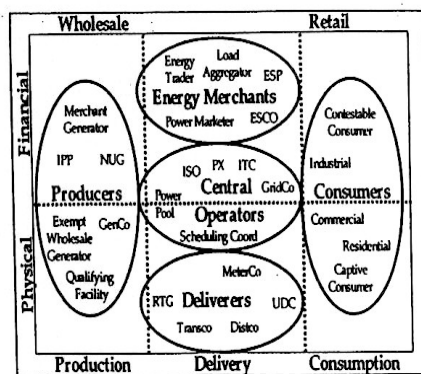 Wholesale
Retail
Financial
Physical
Merchant
Generator
IPP NUG
Producers
Exempt GenCo
Wholesale
Generator
Qualifying
Facility
Energy
Trader
Load
Aggregator
ESP
Energy Merchants
Power Marketer ESCO
ISO PX ITC
Central GridCo
Power
Pool
Operators
Scheduling Coord
MeterCo
RTG Deliverers UDC
Transco Distco
Contestable
Consumer
Industrial
Consumers
Commercial
Residential
Captive
Consumer
Production
Delivery
Consumption